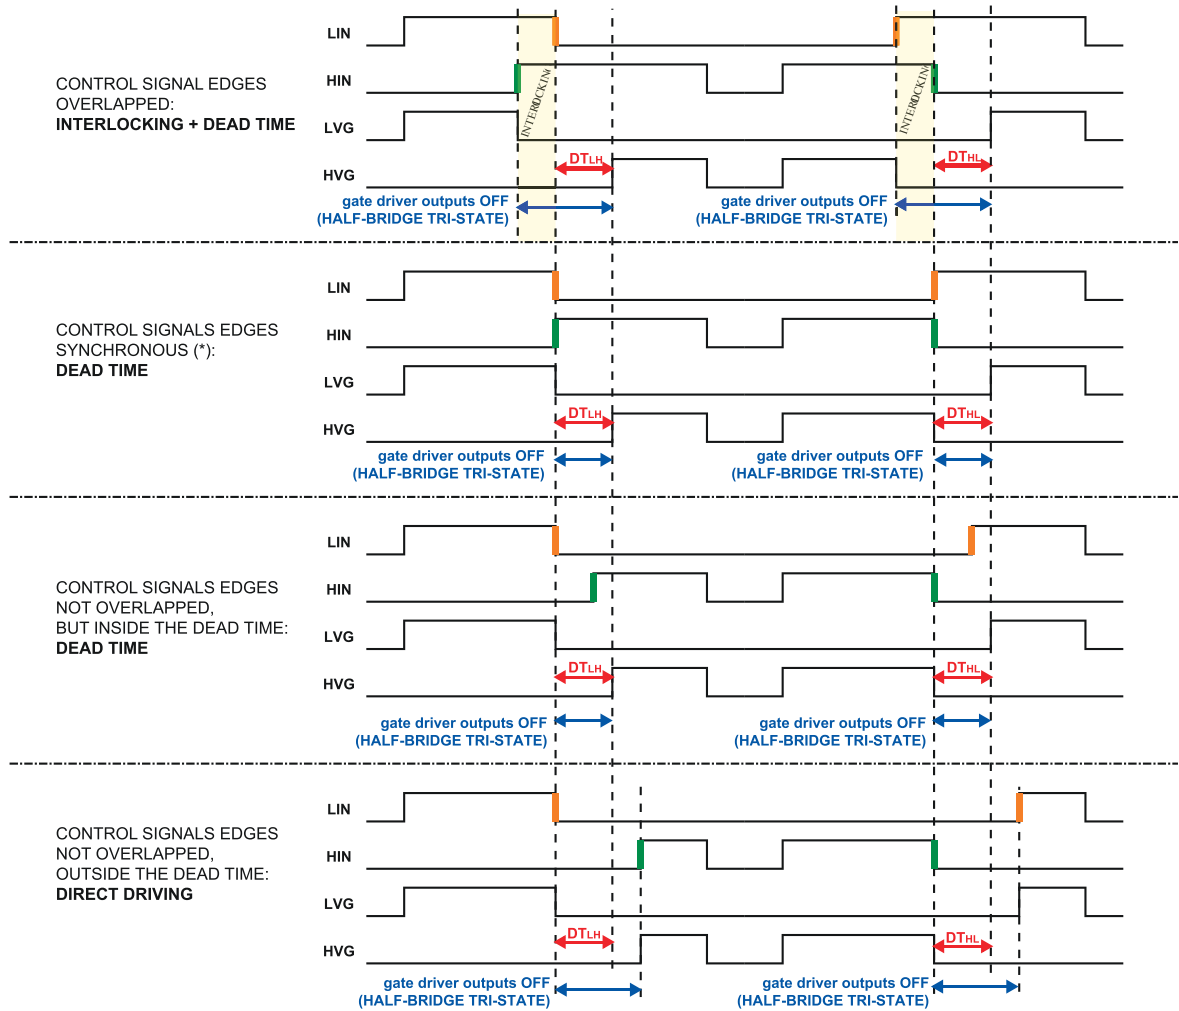 LIN
HIN
CONTROL SIGNAL EDGES
OVERLAPPED:
INTERLOCKING + DEAD TIME
INTERLOCKING
INTERLOCKING
LVG
HVG
DTLH
DTHL
gate driver outputs OFF
(HALF-BRIDGE TRI-STATE)
gate driver outputs OFF
(HALF-BRIDGE TRI-STATE)
LIN
HIN
CONTROL SIGNALS EDGES
SYNCHRONOUS (*):
DEAD TIME
LVG
HVG
DTLH
DTHL
gate driver outputs OFF
(HALF-BRIDGE TRI-STATE)
gate driver outputs OFF
(HALF-BRIDGE TRI-STATE)
LIN
HIN
CONTROL SIGNALS EDGES
NOT OVERLAPPED,
BUT INSIDE THE DEAD TIME:
DEAD TIME
LVG
HVG
DTLH
DTHL
gate driver outputs OFF
(HALF-BRIDGE TRI-STATE)
gate driver outputs OFF
(HALF-BRIDGE TRI-STATE)
LIN
HIN
CONTROL SIGNALS EDGES
NOT OVERLAPPED,
OUTSIDE THE DEAD TIME:
DIRECT DRIVING
LVG
HVG
DTLH
DTHL
gate driver outputs OFF
(HALF-BRIDGE TRI-STATE)
gate driver outputs OFF
(HALF-BRIDGE TRI-STATE)